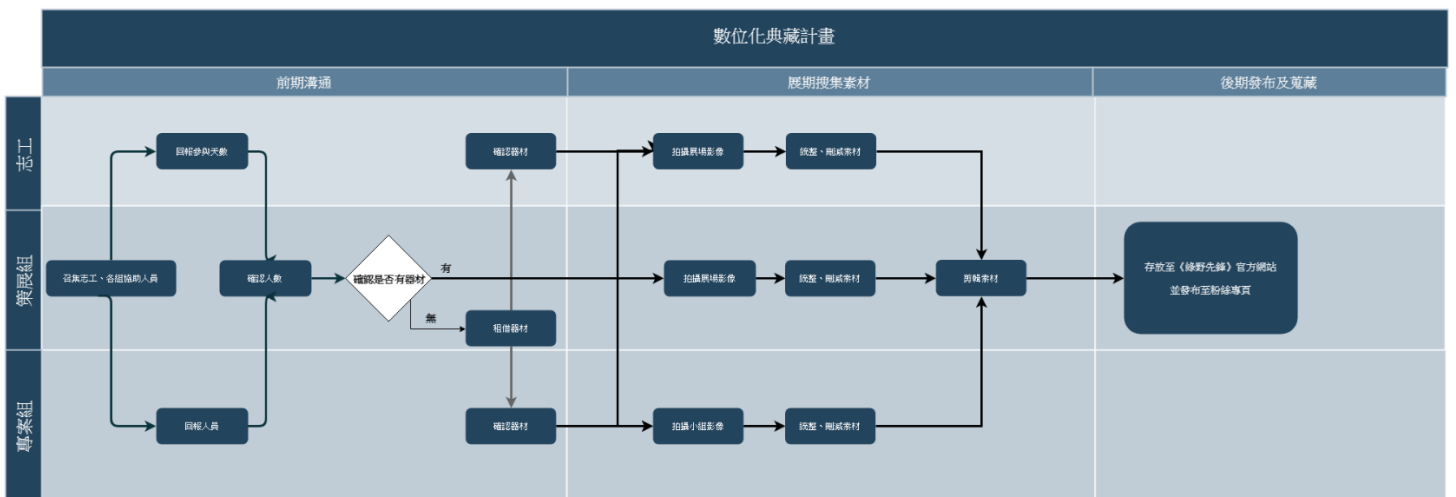 數位化典藏計畫
前期溝通
展期搜集素材
後期發布及蒐藏
志工
回報參與天數
確認器材
拍攝展場影像
統整、刪減素材
策展組
召集志工、各組協助人員
確認人數
確認是否有器材
有
無
租借器材
拍攝展場影像
統整、刪減素材
剪輯素材
存放至《綠野先鋒》官方網站
並發布至粉絲專頁
專案組
回報人員
確認器材
拍攝小組影像
統整、刪減素材